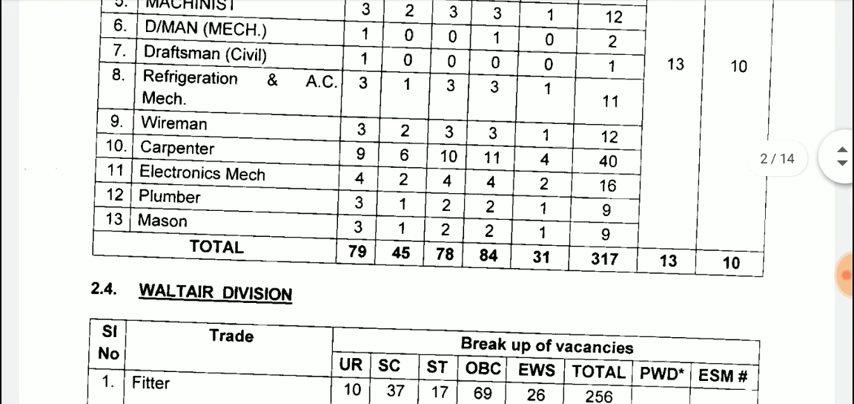 5. MACHINIST 3 2 3 3 1 12
6. D/MAN (MECH.) 1 0 0 1 0 2
7. Draftsman (Civil) 1 0 0 0 0 1 13 10
8. Refrigeration & A.C. 3 1 3 3 1
Mech. 11
9. Wireman 3 2 3 3 1 12
10. Carpenter 9 6 10 11 4 40
2 / 14
11 Electronics Mech 4 2 4 4 2 16
12 Plumber 3 1 2 2 1 9
13 Mason 3 1 2 2 1 9
TOTAL 79 45 78 84 31 317 13 10
2.4. WALTAIR DIVISION
Sl No Trade Break up of vacancies
UR SC ST OBC EWS TOTAL PWD* ESM #
1. Fitter 10 37 17 69 26 256